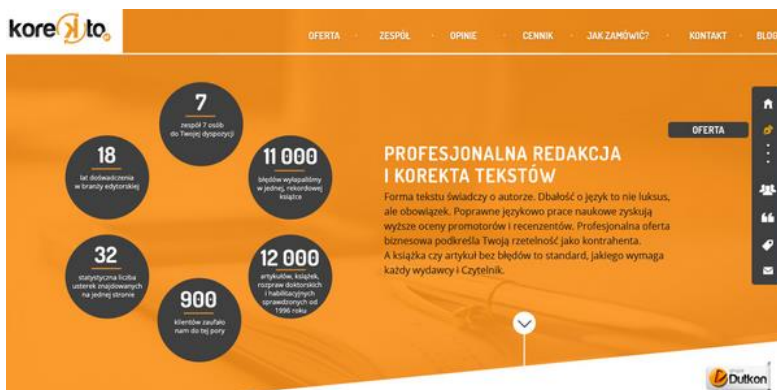 korekto.
OFERTA
ZESPÓŁ
OPINIE
CENNIK
JAK ZAMÓWIĆ?
KONTAKT
BLOG
7
zespół 7 osób
do Twojej dyspozycji
18
lat doświadczenia
w branży edytorskiej
11 000
błędów wyłapaliśmy
w jednej, rekordowej
książce
32
statystyczna liczba
usterek znajdowanych
na jednej stronie
12 000
artykułów, książek,
rozpraw doktorskich
i habilitacyjnych
sprawdzonych od
1996 roku
900
klientów zaufało
nam do tej pory
OFERTA
PROFESJONALNA REDAKCJA
I KOREKTA TEKSTÓW
Forma tekstu świadczy o autorze. Dbałość o język to nie luksus,
ale obowiązek. Poprawne językowo prace naukowe zyskują
wyższe oceny promotorów i recenzentów. Profesjonalna oferta
biznesowa podkreśla Twoją rzetelność jako kontrahenta.
A książka czy artykuł bez błędów to standard, jakiego wymaga
każdy wydawcy i Czytelnik.
Dutkon